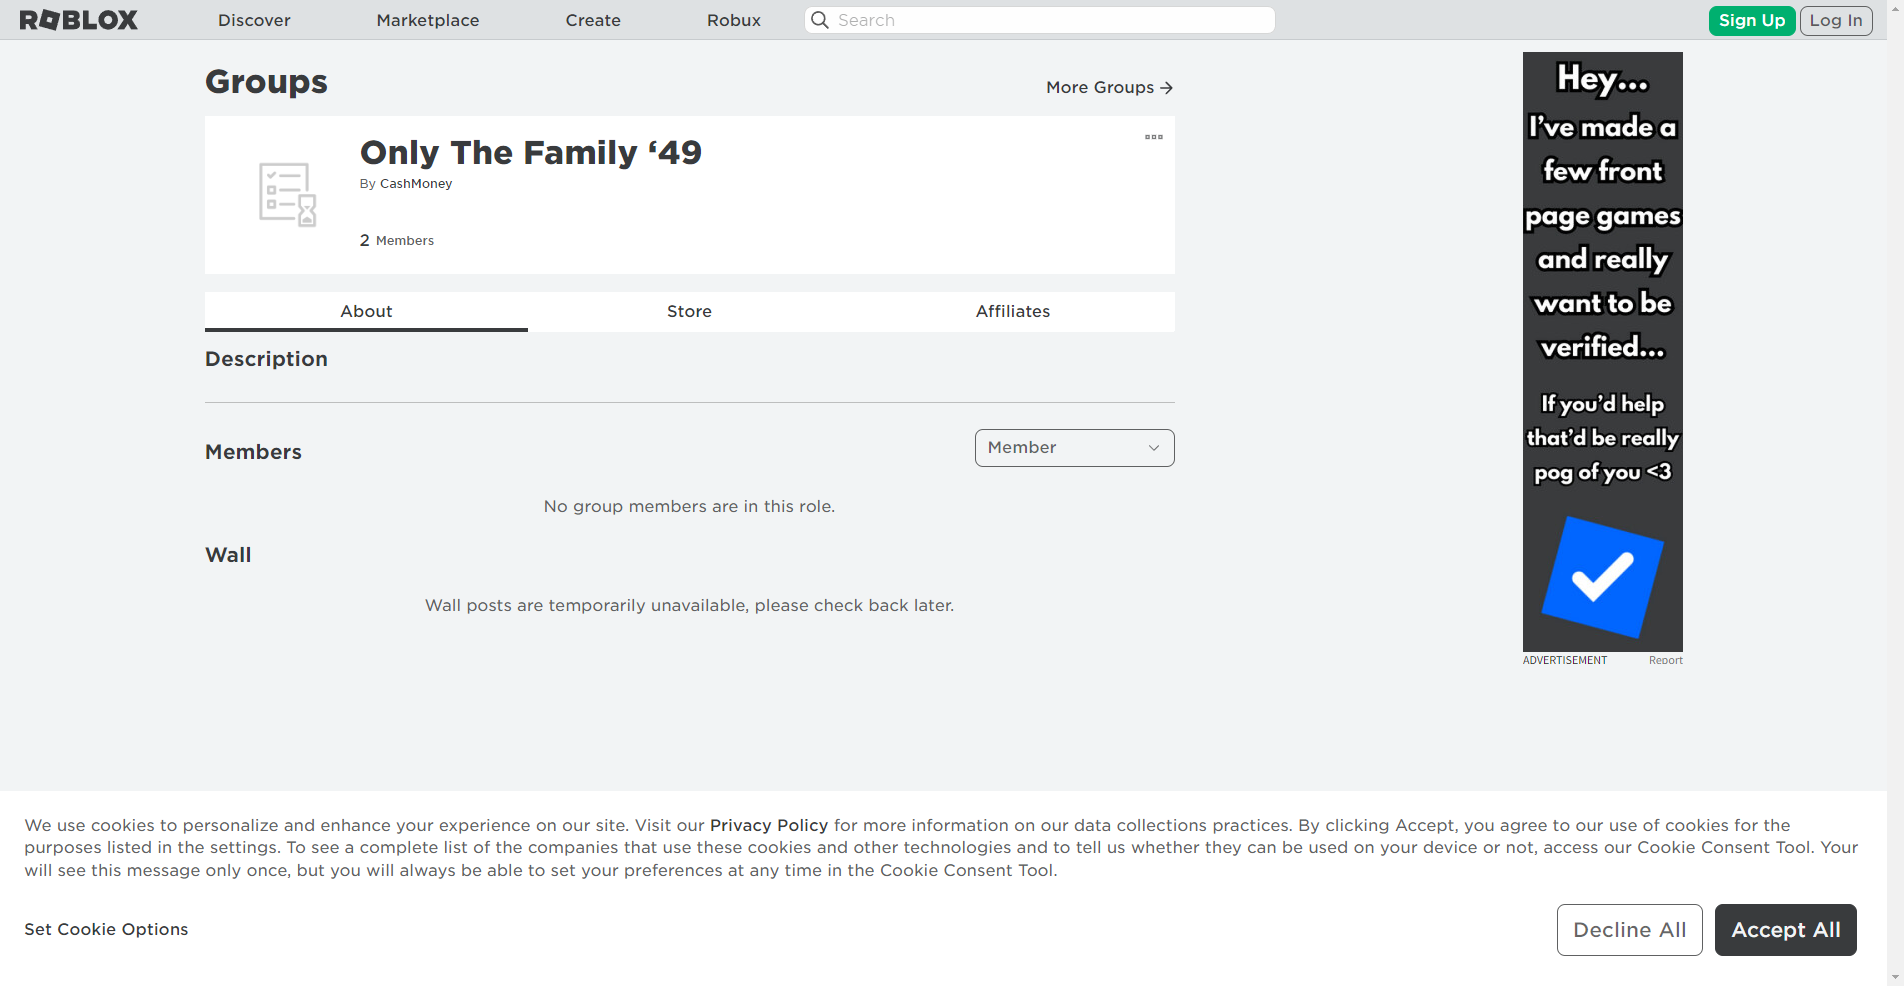 ROBLOX
Discover
Marketplace
Create
Robux
Search
Sign Up
Log In
Groups
More Groups →
Only The Family ‘49
By CashMoney
2 Members
About
Store
Affiliates
Description
Members
Member
No group members are in this role.
Wall
Wall posts are temporarily unavailable, please check back later.
Hey...
I've made a
few front
page games
and really
want to be
verified...
If you'd help
that'd be really
pog of you <3
ADVERTISEMENT
Report
We use cookies to personalize and enhance your experience on our site. Visit our Privacy Policy for more information on our data collections practices. By clicking Accept, you agree to our use of cookies for the
purposes listed in the settings. To see a complete list of the companies that use these cookies and other technologies and to tell us whether they can be used on your device or not, access our Cookie Consent Tool. Your
will see this message only once, but you will always be able to set your preferences at any time in the Cookie Consent Tool.
Set Cookie Options
Decline All
Accept All